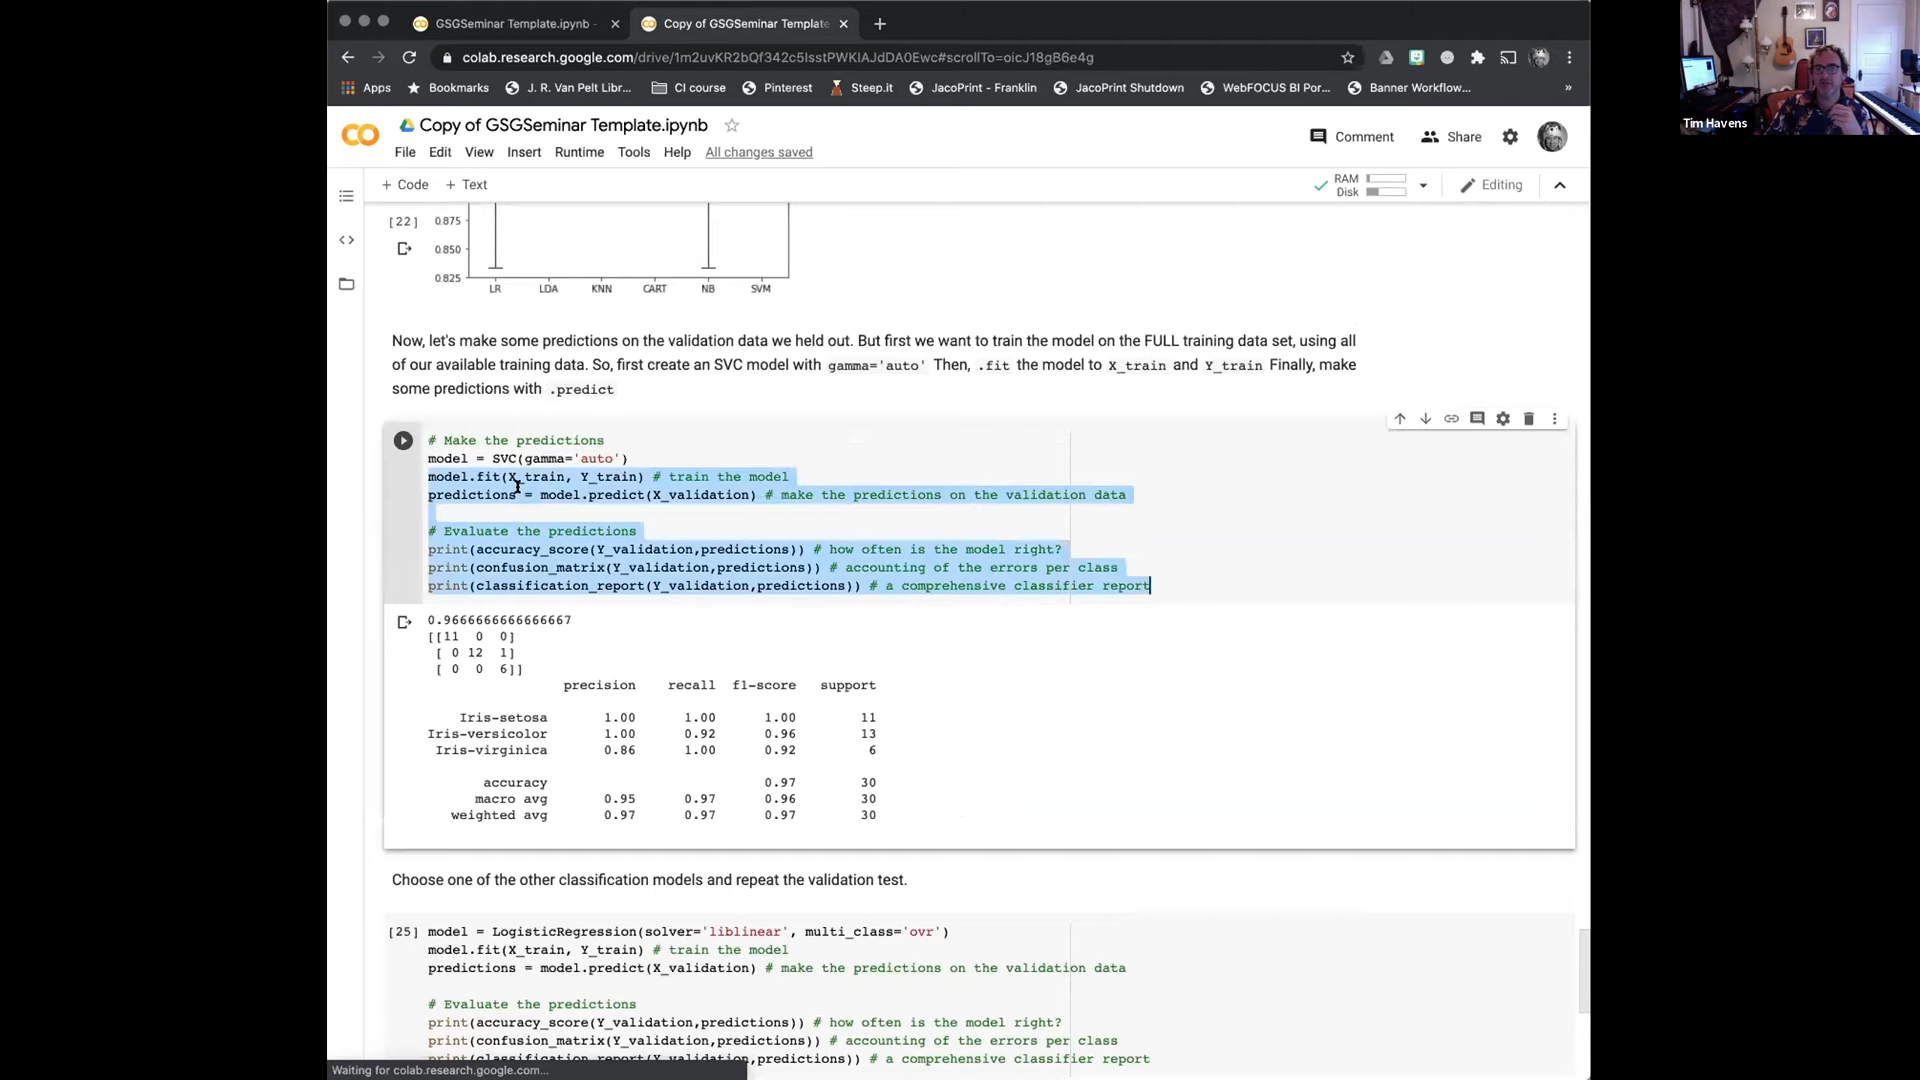 GSGSeminar Template.ipynb -
Copy of GSGSeminar Template
colab.research.google.com/drive/1m2uvKR2bQf342c5IsstPWKIAJdDA0Ewc#scrollTo=oicJ18gB6e4g
Apps Bookmarks J. R. Van Pelt Libr... CI course Pinterest Steep.it JacoPrint - Franklin JacoPrint Shutdown WebFOCUS BI Por... Banner Workflow... »
Tim Havens
CO Copy of GSGSeminar Template.ipynb
Comment Share
File Edit View Insert Runtime Tools Help All changes saved
+ Code + Text
RAM
Disk
Editing
[22]
0.875
0.850
0.825
LR LDA KNN CART NB SVM
Now, let's make some predictions on the validation data we held out. But first we want to train the model on the FULL training data set, using all
of our available training data. So, first create an SVC model with gamma='auto' Then, .fit the model to X_train and Y_train Finally, make
some predictions with .predict
# Make the predictions
model = SVC(gamma='auto')
model.fit(X_train, Y_train) # train the model
predictions = model.predict(X_validation) # make the predictions on the validation data
# Evaluate the predictions
print(accuracy_score(Y_validation,predictions)) # how often is the model right?
print(confusion_matrix(Y_validation,predictions)) # accounting of the errors per class
print(classification_report(Y_validation,predictions)) # a comprehensive classifier report
0.9666666666666667
[[11 0 0]
[ 0 12 1]
[ 0 0 6]]
precision recall f1-score support
Iris-setosa 1.00 1.00 1.00 11
Iris-versicolor 1.00 0.92 0.96 13
Iris-virginica 0.86 1.00 0.92 6
accuracy 0.97 30
macro avg 0.95 0.97 0.96 30
weighted avg 0.97 0.97 0.97 30
Choose one of the other classification models and repeat the validation test.
[25] model = LogisticRegression(solver='liblinear', multi_class='ovr')
model.fit(X_train, Y_train) # train the model
predictions = model.predict(X_validation) # make the predictions on the validation data
# Evaluate the predictions
print(accuracy_score(Y_validation,predictions)) # how often is the model right?
print(confusion_matrix(Y_validation,predictions)) # accounting of the errors per class
print(classification_report(Y_validation,predictions)) # a comprehensive classifier report
Waiting for colab.research.google.com...